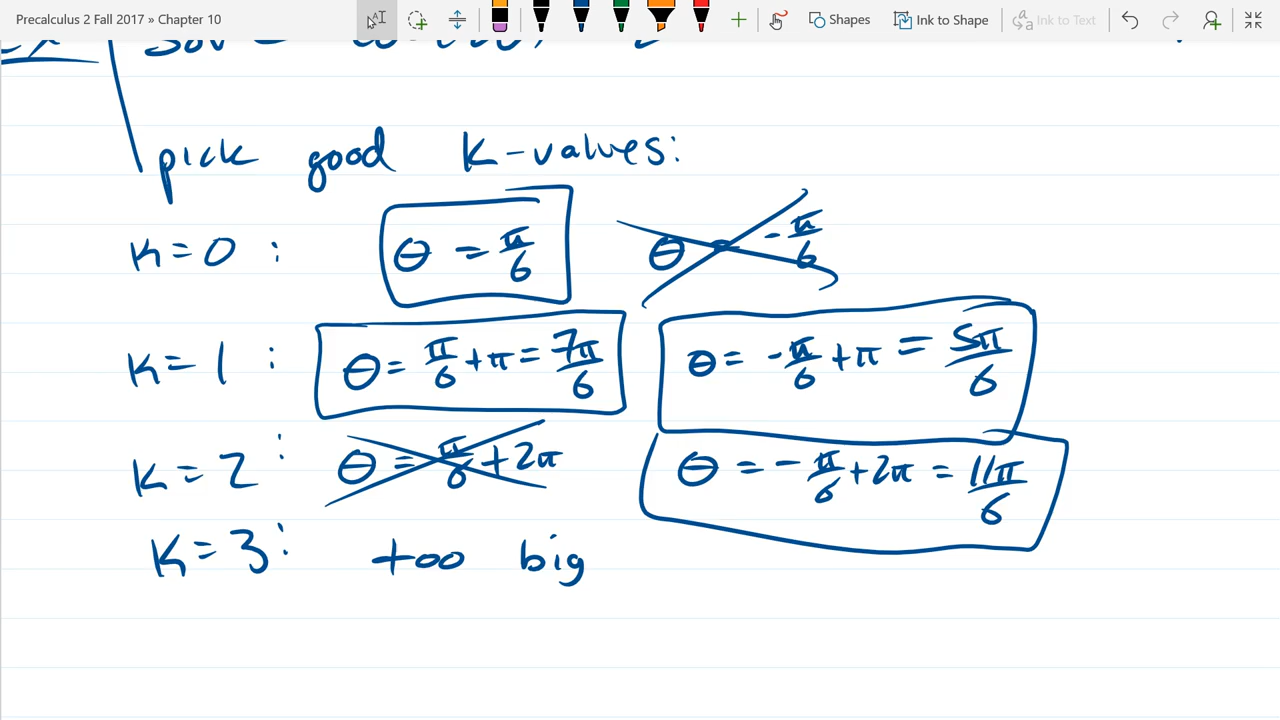 Precalculus 2 Fall 2017 » Chapter 10
Shapes
Ink to Shape
Ink to Text
pick good K-values:
K=0 : θ = π/6 θ = -π/6
K=1 : θ = π/6 + π = 7π/6 θ = -π/6 + π = 5π/6
K=2 : θ = π/6 + 2π θ = -π/6 + 2π = 11π/6
K=3 : too big